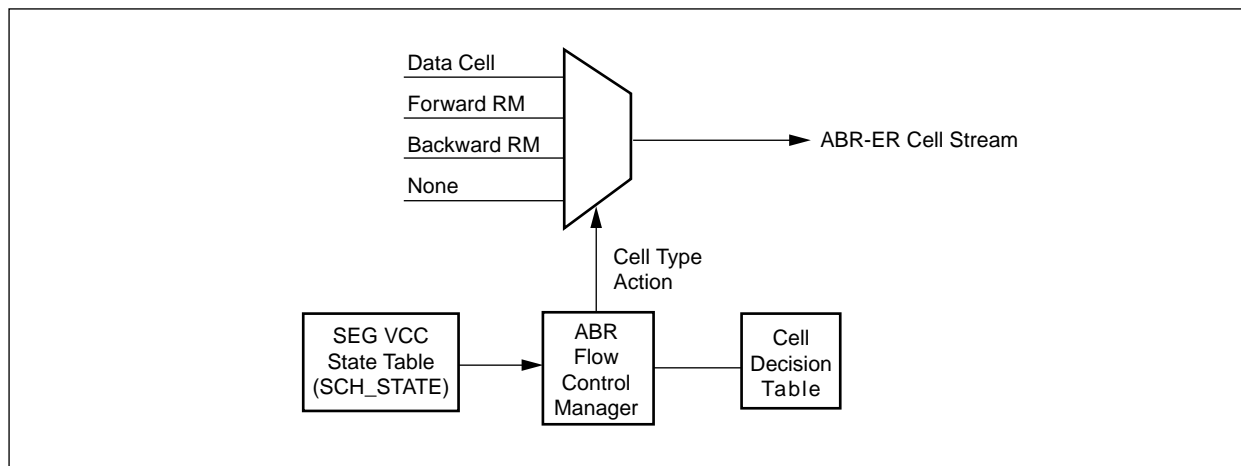 Data Cell
Forward RM
Backward RM
None
ABR-ER Cell Stream
Cell Type
Action
SEG VCC
State Table
(SCH_STATE)
ABR
Flow
Control
Manager
Cell
Decision
Table